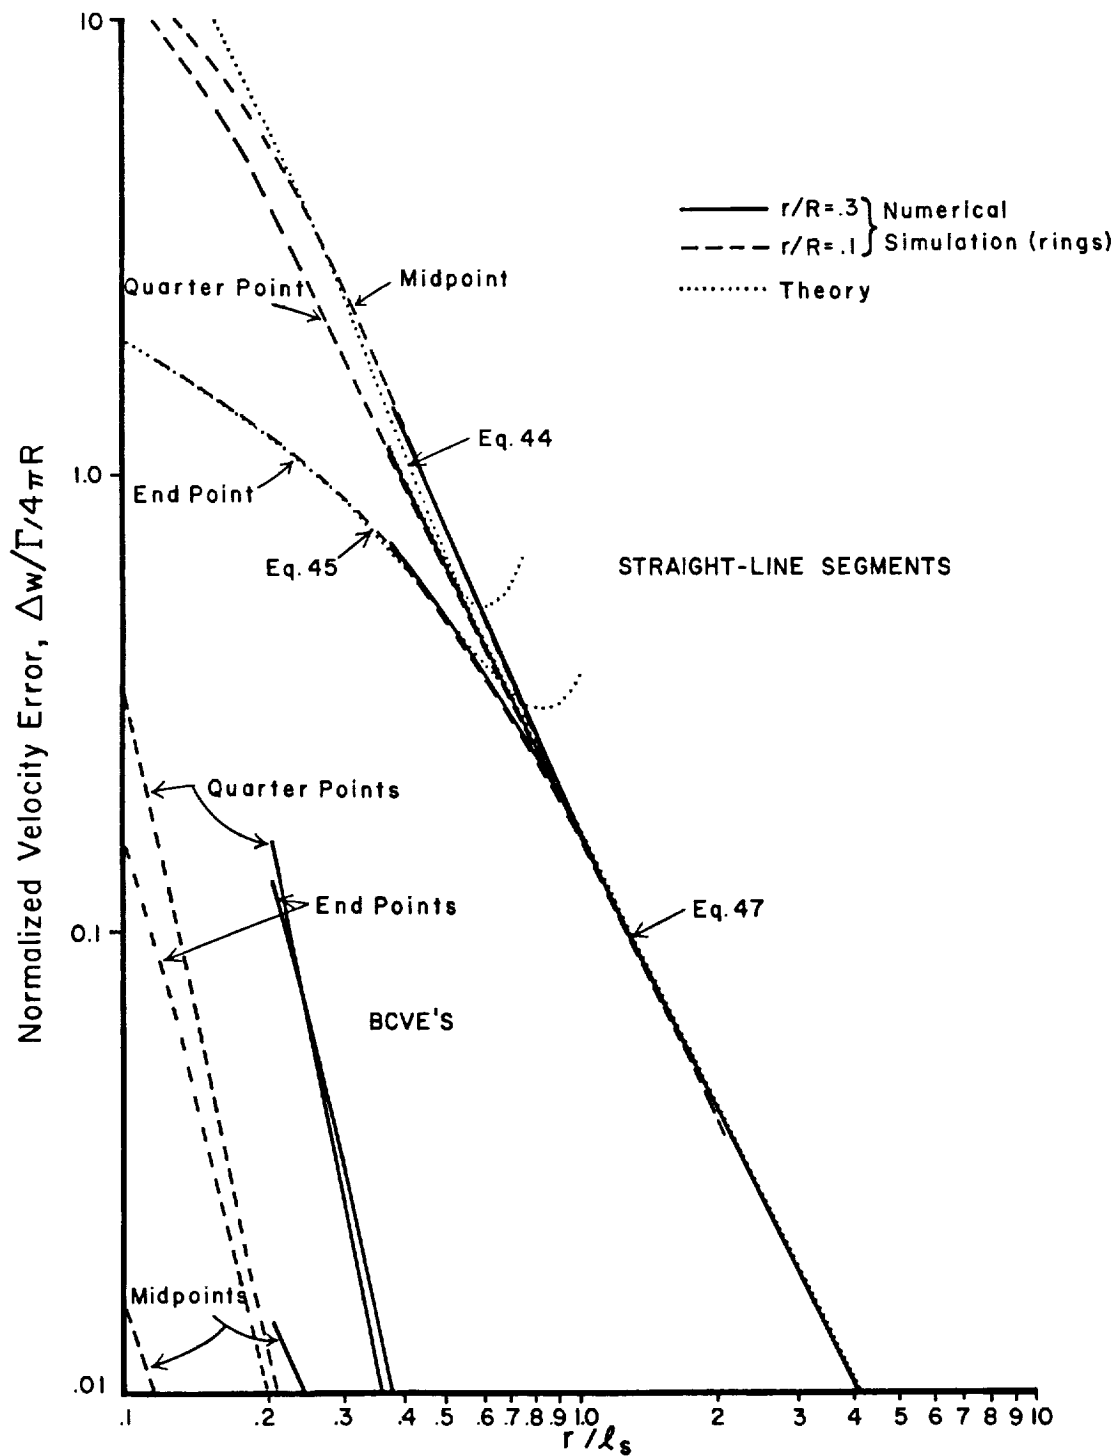 10
r/R=.3 } Numerical
r/R=.1 } Simulation (rings)
Theory
Quarter Point
Midpoint
Eq. 44
1.0
End Point
Eq. 45
STRAIGHT-LINE SEGMENTS
Normalized Velocity Error, Δw/Γ/4πR
Quarter Points
End Points
Eq. 47
0.1
BCVE'S
Midpoints
.01
.1 .2 .3 .4 .5 .6 .7 .8 .9 1.0 2 3 4 5 6 7 8 9 10
r/ℓs